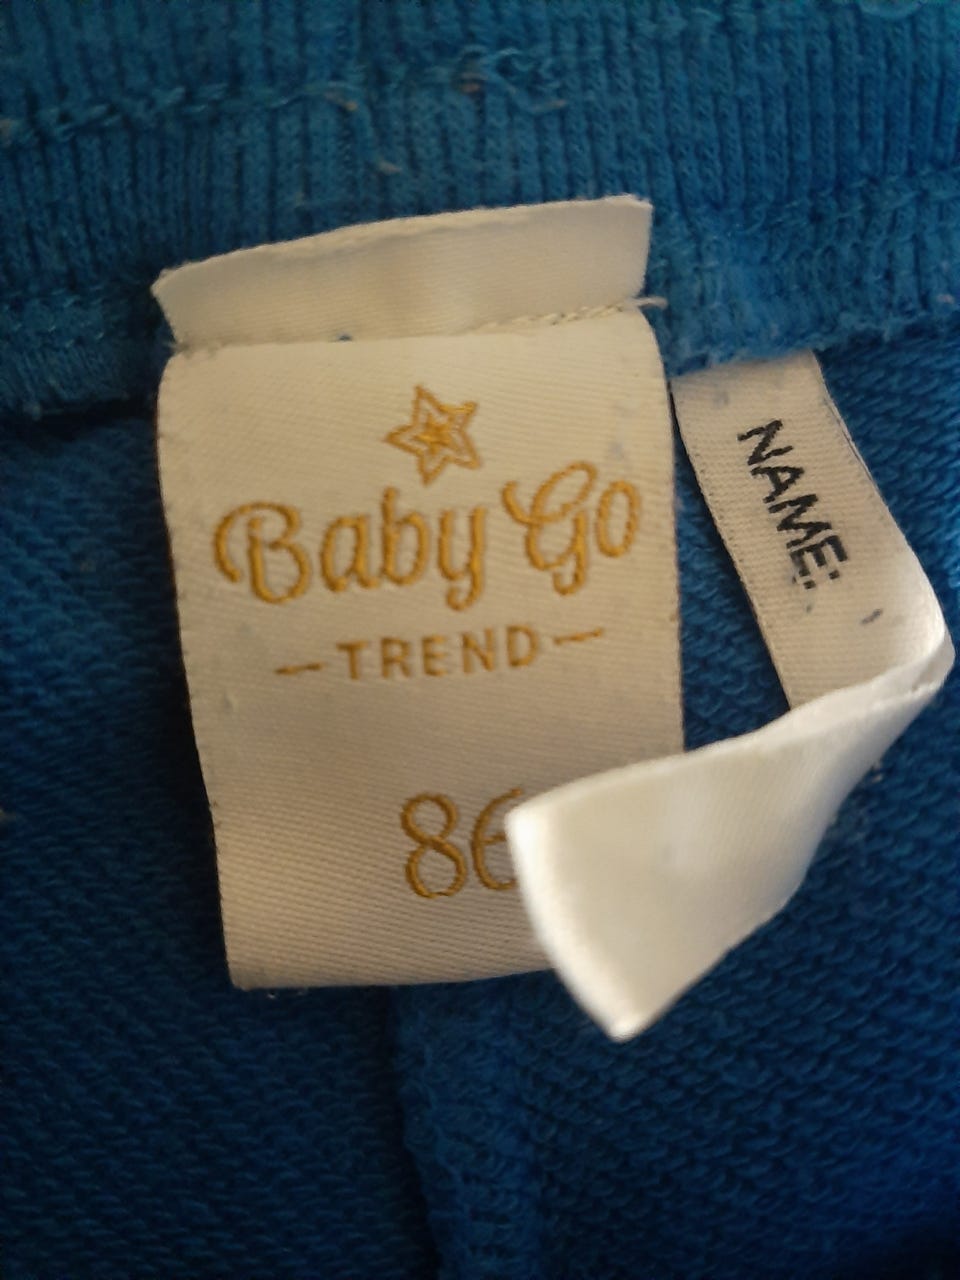 Baby Go
— TREND —
86
NAME: